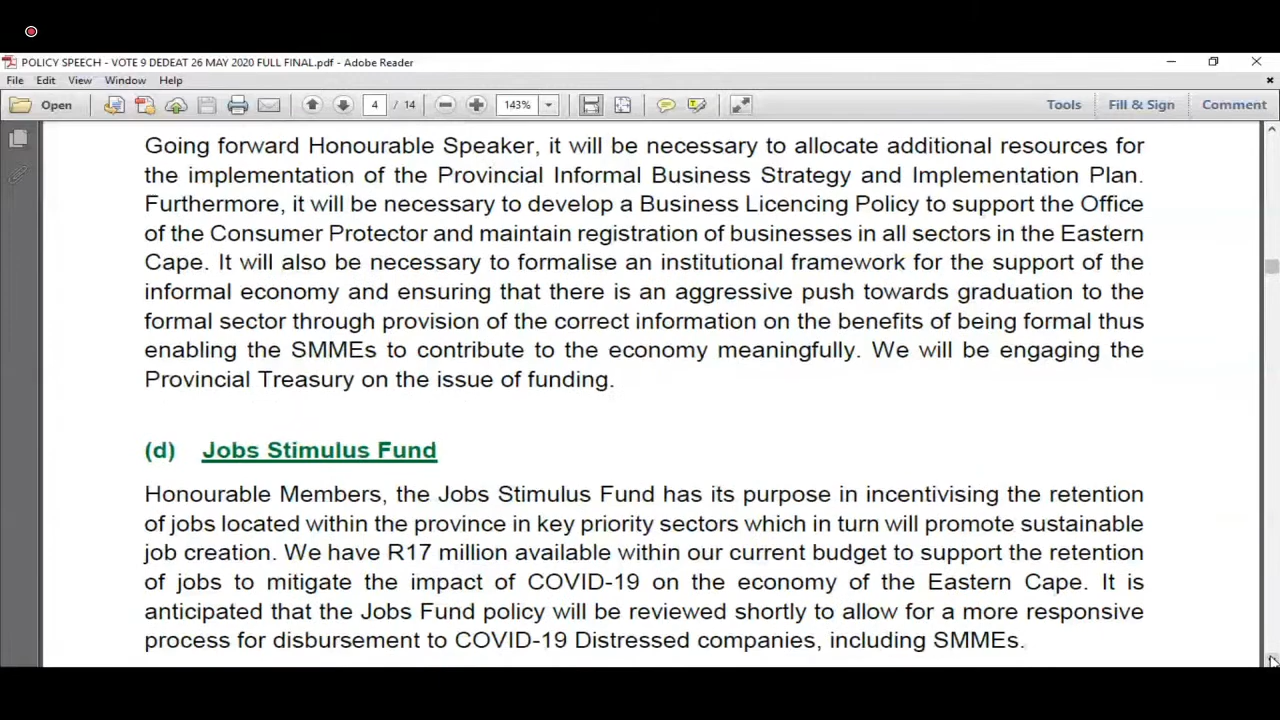 POLICY SPEECH - VOTE 9 DEDEAT 26 MAY 2020 FULL FINAL.pdf - Adobe Reader
File Edit View Window Help
Open 4 / 14 143% Tools Fill & Sign Comment
Going forward Honourable Speaker, it will be necessary to allocate additional resources for
the implementation of the Provincial Informal Business Strategy and Implementation Plan.
Furthermore, it will be necessary to develop a Business Licencing Policy to support the Office
of the Consumer Protector and maintain registration of businesses in all sectors in the Eastern
Cape. It will also be necessary to formalise an institutional framework for the support of the
informal economy and ensuring that there is an aggressive push towards graduation to the
formal sector through provision of the correct information on the benefits of being formal thus
enabling the SMMEs to contribute to the economy meaningfully. We will be engaging the
Provincial Treasury on the issue of funding.
(d) Jobs Stimulus Fund
Honourable Members, the Jobs Stimulus Fund has its purpose in incentivising the retention
of jobs located within the province in key priority sectors which in turn will promote sustainable
job creation. We have R17 million available within our current budget to support the retention
of jobs to mitigate the impact of COVID-19 on the economy of the Eastern Cape. It is
anticipated that the Jobs Fund policy will be reviewed shortly to allow for a more responsive
process for disbursement to COVID-19 Distressed companies, including SMMEs.